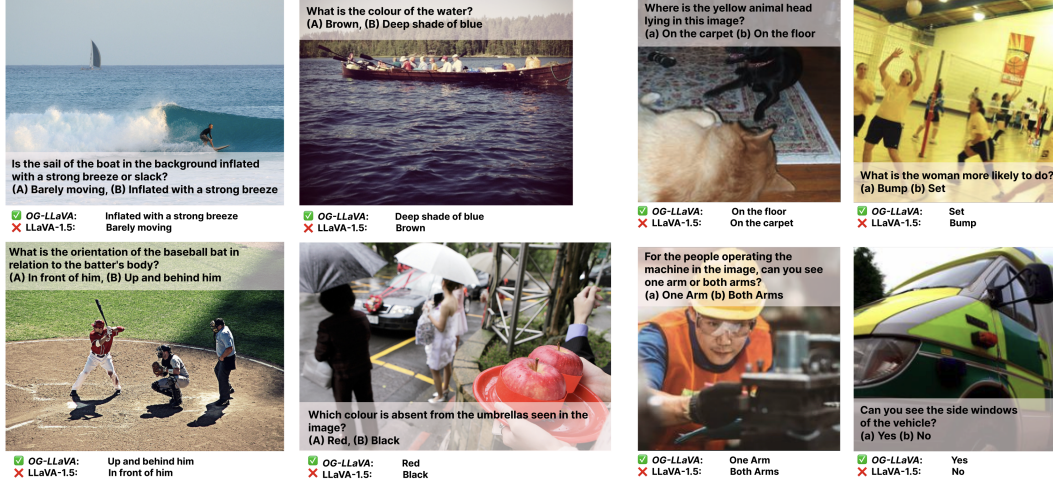 Is the sail of the boat in the background inflated
with a strong breeze or slack?
(A) Barely moving, (B) Inflated with a strong breeze
✅ OG-LLaVA: Inflated with a strong breeze
❌ LLaVA-1.5: Barely moving
What is the colour of the water?
(A) Brown, (B) Deep shade of blue
✅ OG-LLaVA: Deep shade of blue
❌ LLaVA-1.5: Brown
Where is the yellow animal head
lying in this image?
(a) On the carpet (b) On the floor
✅ OG-LLaVA: On the floor
❌ LLaVA-1.5: On the carpet
What is the woman more likely to do?
(a) Bump (b) Set
✅ OG-LLaVA: Set
❌ LLaVA-1.5: Bump
What is the orientation of the baseball bat in
relation to the batter's body?
(A) In front of him, (B) Up and behind him
✅ OG-LLaVA: Up and behind him
❌ LLaVA-1.5: In front of him
Which colour is absent from the umbrellas seen in the
image?
(A) Red, (B) Black
✅ OG-LLaVA: Red
❌ LLaVA-1.5: Black
For the people operating the
machine in the image, can you see
one arm or both arms?
(a) One Arm (b) Both Arms
✅ OG-LLaVA: One Arm
❌ LLaVA-1.5: Both Arms
Can you see the side windows
of the vehicle?
(a) Yes (b) No
✅ OG-LLaVA: Yes
❌ LLaVA-1.5: No